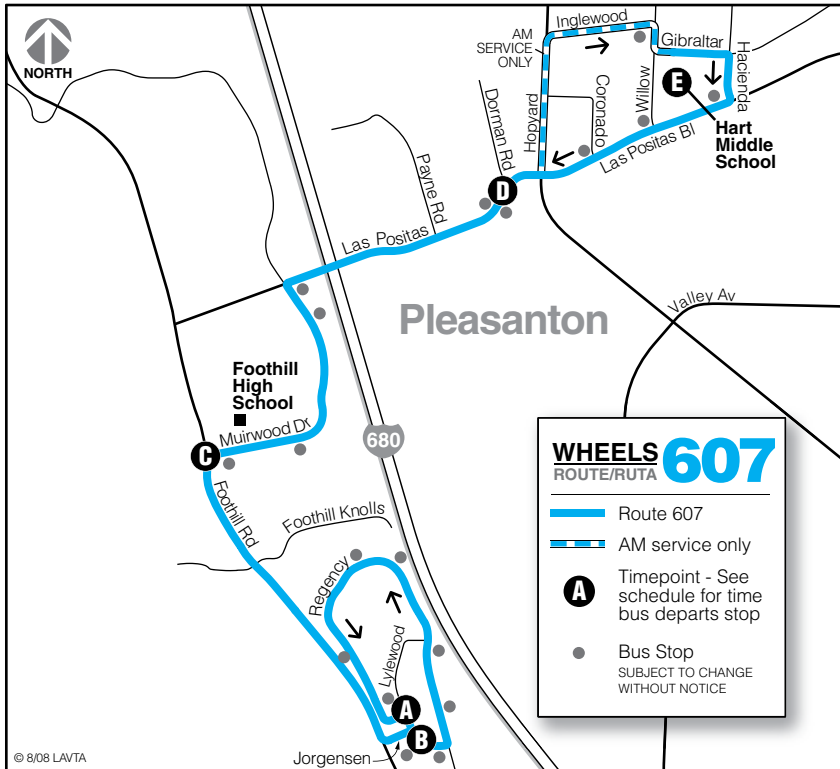 NORTH
Inglewood
AM
SERVICE
ONLY
Gibraltar
Hacienda
E
Hart
Middle
School
Coronado
Willow
Hopyard
Dorman Rd
Las Positas Bl
D
Payne Rd
Las Positas
Pleasanton
Valley Av
Foothill
High
School
Muirwood Dr
C
680
Foothill Rd
Foothill Knolls
Regency
Lylewood
A
B
Jorgensen
WHEELS
ROUTE/RUTA
607
Route 607
AM service only
A
Timepoint - See
schedule for time
bus departs stop
Bus Stop
SUBJECT TO CHANGE
WITHOUT NOTICE
© 8/08 LAVTA